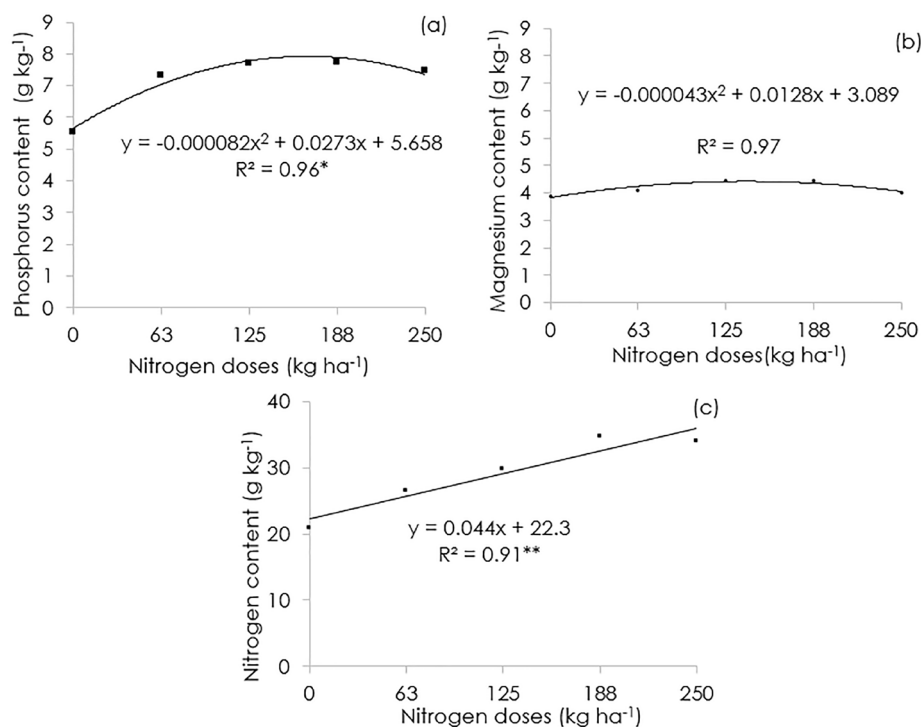 (a)
9
8
7
6
5
4
3
2
1
0
Phosphorus content (g kg⁻¹)
y = -0.000082x² + 0.0273x + 5.658
R² = 0.96*
0 63 125 188 250
Nitrogen doses (kg ha⁻¹)
(b)
9
8
7
6
5
5
4
3
2
1
0
Magnesium content (g kg⁻¹)
y = -0.000043x² + 0.0128x + 3.089
R² = 0.97
0 63 125 188 250
Nitrogen doses(kg ha⁻¹)
(c)
40
30
20
10
0
Nitrogen content (g kg⁻¹)
y = 0.044x + 22.3
R² = 0.91**
0 63 125 188 250
Nitrogen doses (kg ha⁻¹)